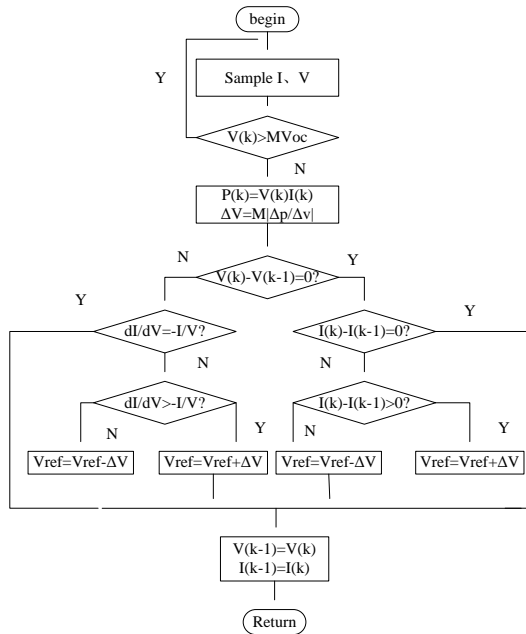 begin
Y
Sample I、V
V(k)>MVoc
N
P(k)=V(k)I(k)
ΔV=M|Δp/Δv|
N
Y
V(k)-V(k-1)=0?
Y
Y
dI/dV=-I/V?
I(k)-I(k-1)=0?
N
N
dI/dV>-I/V?
I(k)-I(k-1)>0?
N
Y
N
Y
Vref=Vref-ΔV
Vref=Vref+ΔV
Vref=Vref-ΔV
Vref=Vref+ΔV
V(k-1)=V(k)
I(k-1)=I(k)
Return